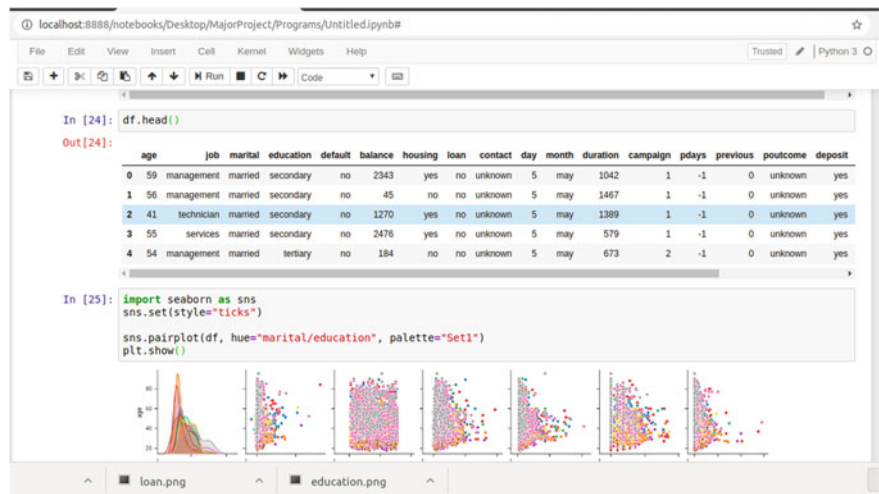 localhost:8888/notebooks/Desktop/MajorProject/Programs/Untitled.ipynb#
File Edit View Insert Cell Kernel Widgets Help Trusted Python 3
Run Code
In [24]: df.head()
Out[24]:
age job marital education default balance housing loan contact day month duration campaign pdays previous poutcome deposit
0 59 management married secondary no 2343 yes no unknown 5 may 1042 1 -1 0 unknown yes
1 56 management married secondary no 45 no no unknown 5 may 1467 1 -1 0 unknown yes
2 41 technician married secondary no 1270 yes no unknown 5 may 1389 1 -1 0 unknown yes
3 55 services married secondary no 2476 yes no unknown 5 may 579 1 -1 0 unknown yes
4 54 management married tertiary no 184 no no unknown 5 may 673 2 -1 0 unknown yes
In [25]: import seaborn as sns
sns.set(style="ticks")
sns.pairplot(df, hue="marital/education", palette="Set1")
plt.show()
80
60
age
40
20
loan.png education.png